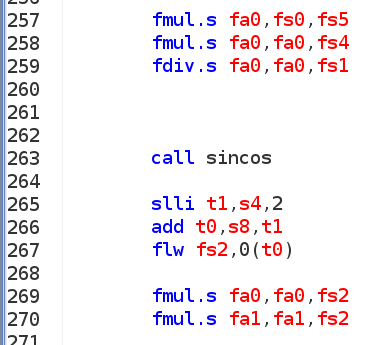 257 fmul.s fa0,fs0,fs5
258 fmul.s fa0,fa0,fs4
259 fdiv.s fa0,fa0,fs1
260
261
262
263 call sincos
264
265 slli t1,s4,2
266 add t0,s8,t1
267 flw fs2,0(t0)
268
269 fmul.s fa0,fa0,fs2
270 fmul.s fa1,fa1,fs2